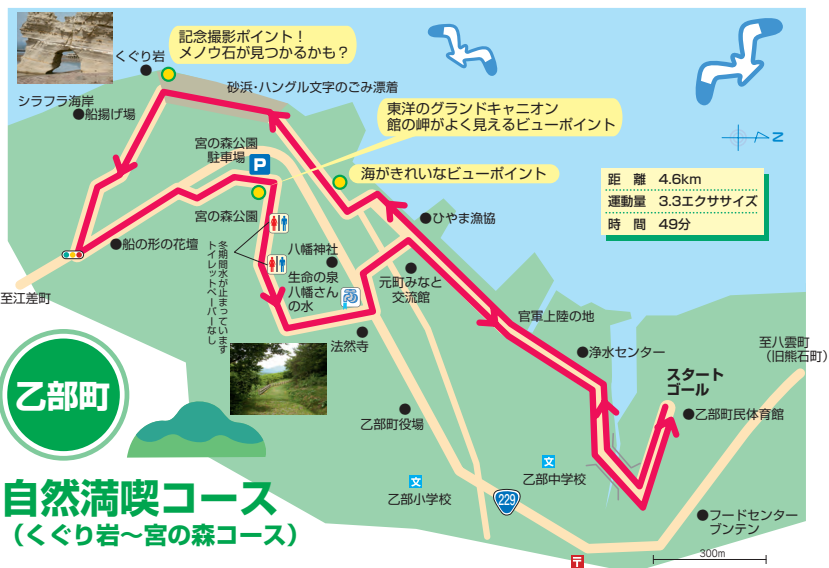 記念撮影ポイント！
メノウ石が見つかるかも？
くぐり岩
シラフラ海岸
船揚げ場
砂浜・ハングル文字のごみ漂着
東洋のグランドキャニオン
館の岬がよく見えるビューポイント
宮の森公園
駐車場
P
海がきれいなビューポイント
N
距　離　4.6km
運動量　3.3エクササイズ
時　間　49分
宮の森公園
ひやま漁協
船の形の花壇
冬期間水が止まっています
トイレットペーパーなし
八幡神社
生命の泉
八幡さん
の水
元町みなと
交流館
至江差町
官軍上陸の地
法然寺
浄水センター
至八雲町
（旧熊石町）
スタート
ゴール
乙部町
乙部町民体育館
乙部町役場
文
乙部小学校
文
乙部中学校
229
自然満喫コース
（くぐり岩～宮の森コース）
フードセンター
ブンテン
〒
300m